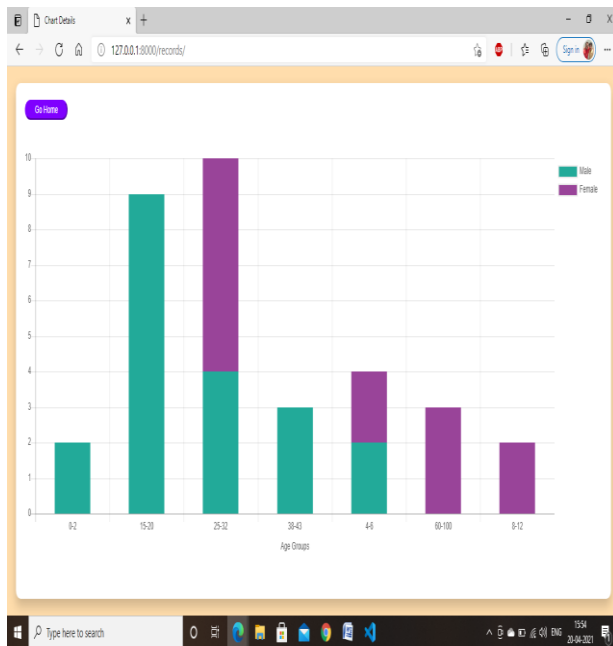 Chart Details
127.0.0.1:8000/records/
Sign in
Go Home
10
9
8
7
6
5
4
3
2
1
0
Male
Female
0-2 15-20 25-32 38-43 4-6 60-100 8-12
Age Groups
Type here to search
ENG
15:54
20-04-2021